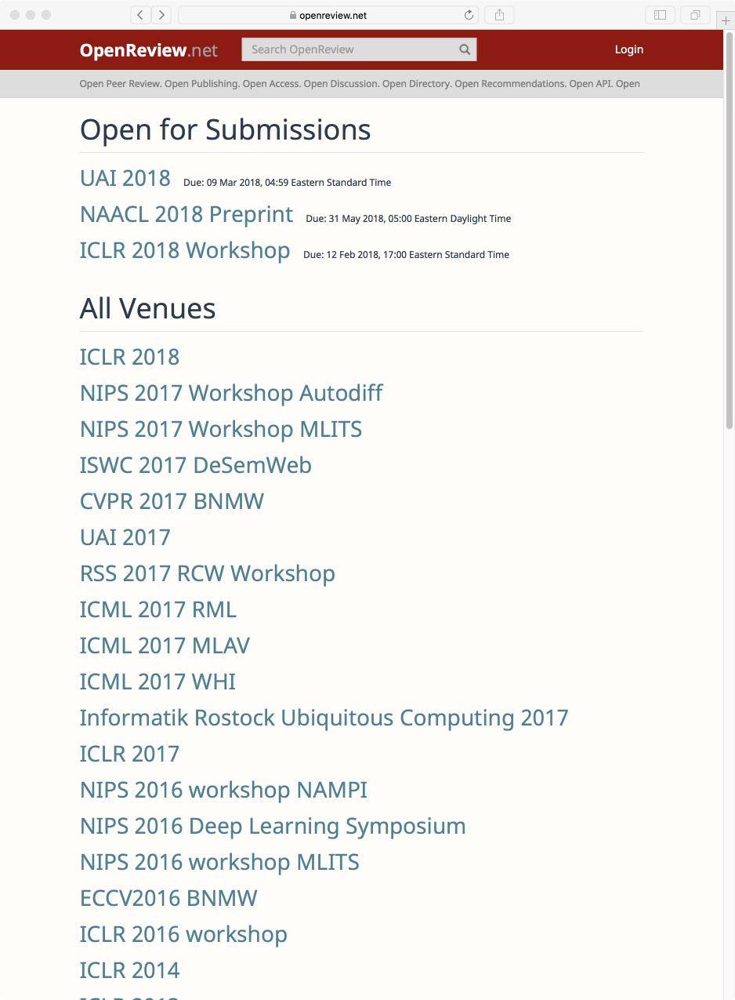 openreview.net
OpenReview.net Search OpenReview Login
Open Peer Review. Open Publishing. Open Access. Open Discussion. Open Directory. Open Recommendations. Open API. Open
Open for Submissions
UAI 2018 Due: 09 Mar 2018, 04:59 Eastern Standard Time
NAACL 2018 Preprint Due: 31 May 2018, 05:00 Eastern Daylight Time
ICLR 2018 Workshop Due: 12 Feb 2018, 17:00 Eastern Standard Time
All Venues
ICLR 2018
NIPS 2017 Workshop Autodiff
NIPS 2017 Workshop MLITS
ISWC 2017 DeSemWeb
CVPR 2017 BNMW
UAI 2017
RSS 2017 RCW Workshop
ICML 2017 RML
ICML 2017 MLAV
ICML 2017 WHI
Informatik Rostock Ubiquitous Computing 2017
ICLR 2017
NIPS 2016 workshop NAMPI
NIPS 2016 Deep Learning Symposium
NIPS 2016 workshop MLITS
ECCV2016 BNMW
ICLR 2016 workshop
ICLR 2014